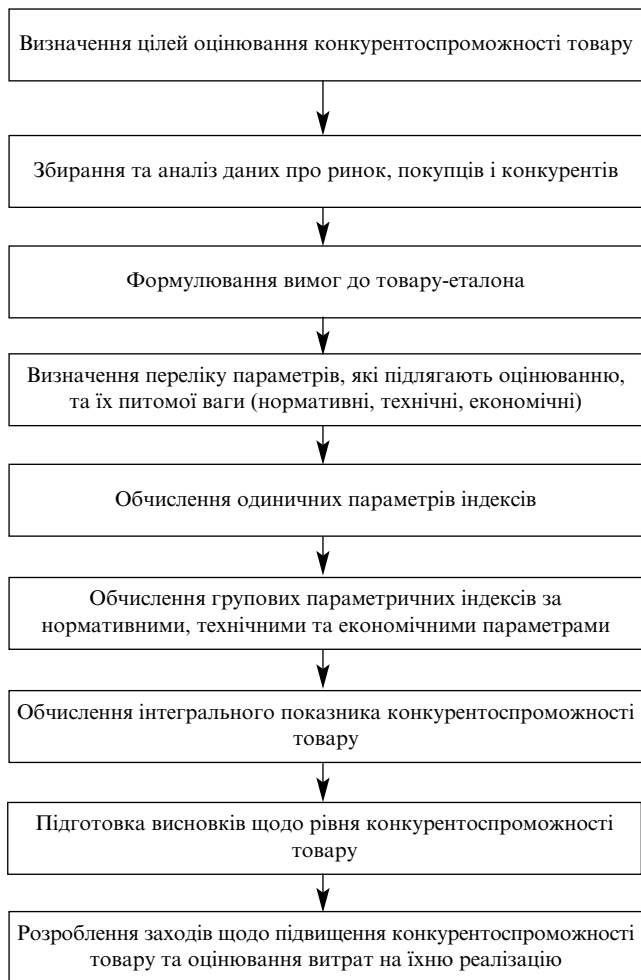 Визначення цілей оцінювання конкурентоспроможності товару
Збирання та аналіз даних про ринок, покупців і конкурентів
Формулювання вимог до товару-еталона
Визначення переліку параметрів, які підлягають оцінюванню,
та їх питомої ваги (нормативні, технічні, економічні)
Обчислення одиничних параметрів індексів
Обчислення групових параметричних індексів за
нормативними, технічними та економічними параметрами
Обчислення інтегрального показника конкурентоспроможності
товару
Підготовка висновків щодо рівня конкурентоспроможності
товару
Розроблення заходів щодо підвищення конкурентоспроможності
товару та оцінювання витрат на їхню реалізацію